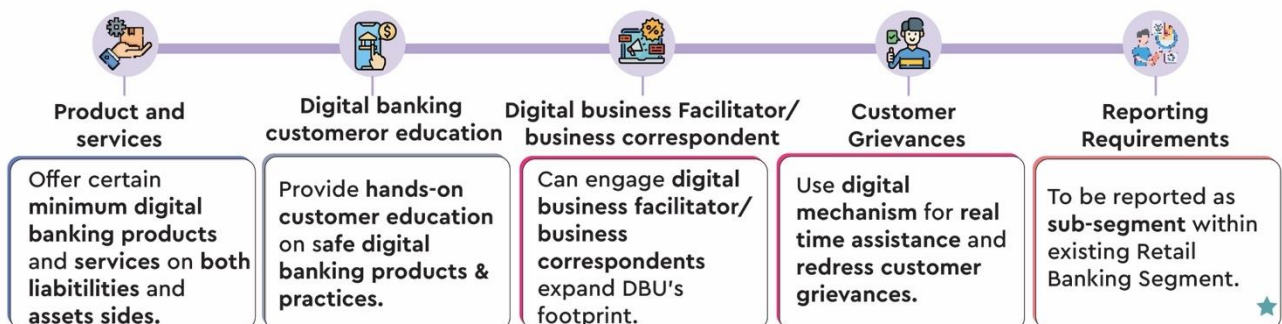 Product and
services
Offer certain
minimum digital
banking products
and services on both
liabitilities and
assets sides.
Digital banking
customeror education
Provide hands-on
customer education
on safe digital
banking products &
practices.
Digital business Facilitator/
business correspondent
Can engage digital
business facilitator/
business
correspondents
expand DBU's
footprint.
Customer
Grievances
Use digital
mechanism for real
time assistance and
redress customer
grievances.
Reporting
Requirements
To be reported as
sub-segment within
existing Retail
Banking Segment.